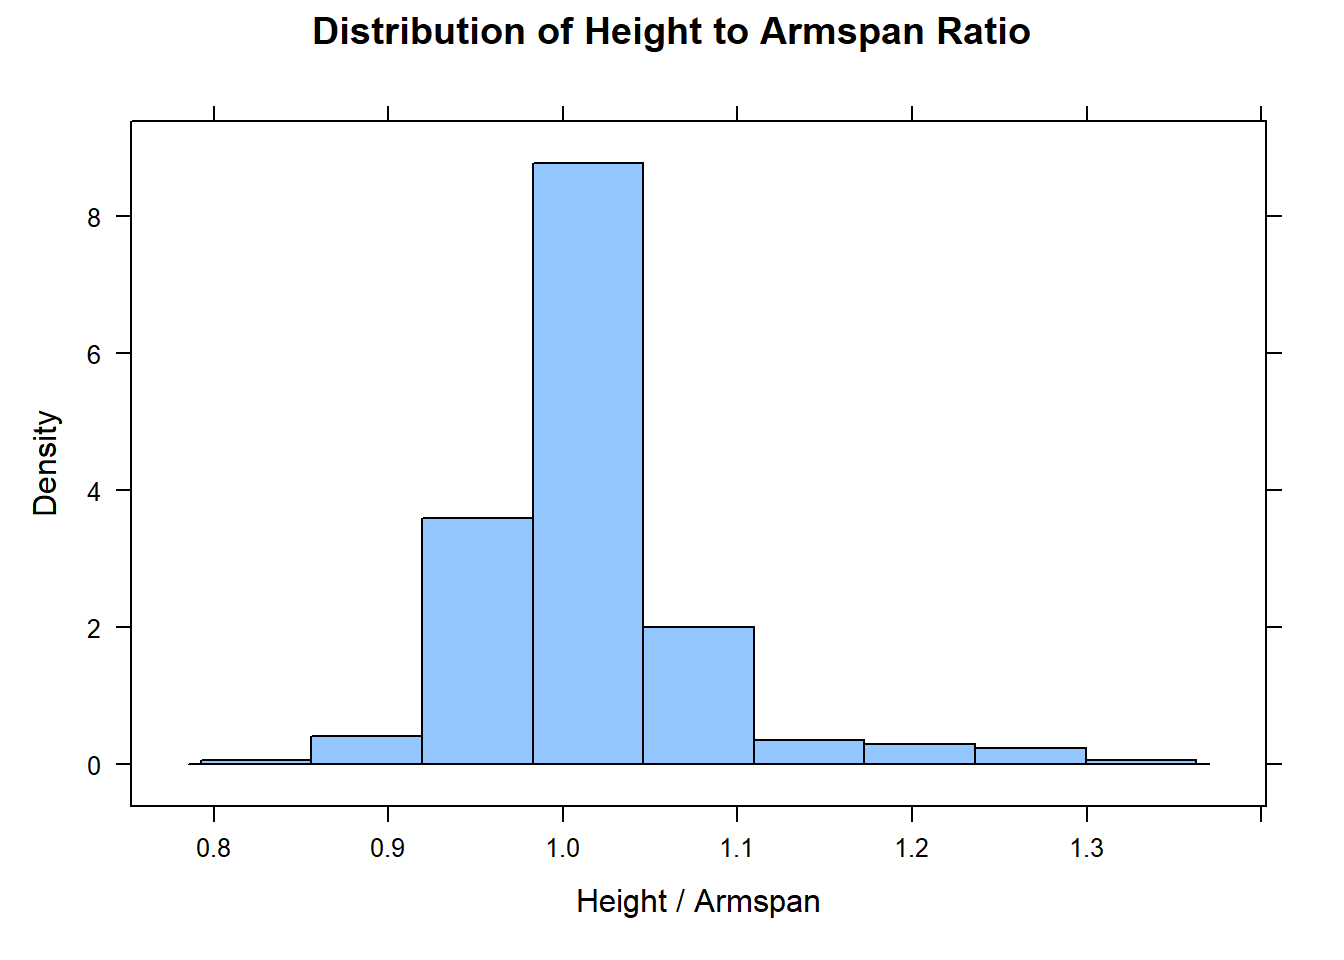 Distribution of Height to Armspan Ratio
Density
8
6
4
2
0
0.8 0.9 1.0 1.1 1.2 1.3
Height / Armspan